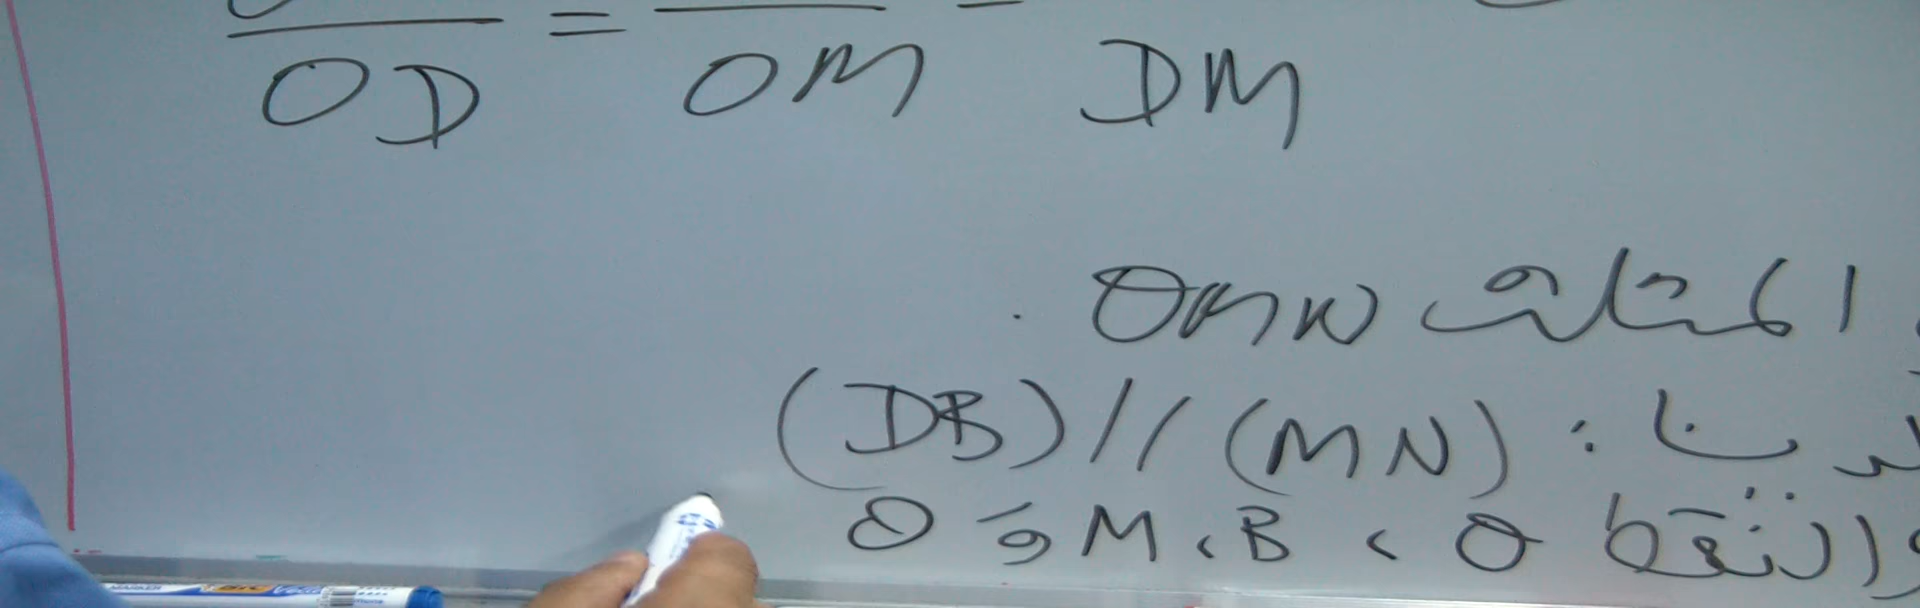 OD = OM = DM
المثلث OMN .
لدينا : (MN) // (DB)
والنقط O ، B ، M و O